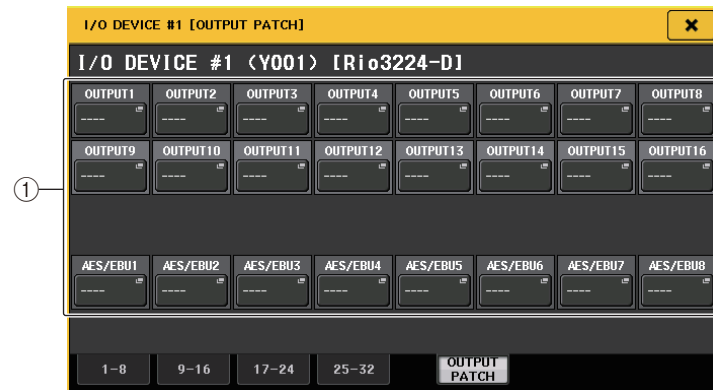 I/O DEVICE #1 [OUTPUT PATCH]
I/O DEVICE #1 (Y001) [Rio3224-D]
OUTPUT1 OUTPUT2 OUTPUT3 OUTPUT4 OUTPUT5 OUTPUT6 OUTPUT7 OUTPUT8
---- ---- ---- ---- ---- ---- ---- ----
OUTPUT9 OUTPUT10 OUTPUT11 OUTPUT12 OUTPUT13 OUTPUT14 OUTPUT15 OUTPUT16
---- ---- ---- ---- ---- ---- ---- ----
①
AES/EBU1 AES/EBU2 AES/EBU3 AES/EBU4 AES/EBU5 AES/EBU6 AES/EBU7 AES/EBU8
---- ---- ---- ---- ---- ---- ---- ----
1-8 9-16 17-24 25-32 OUTPUT
PATCH